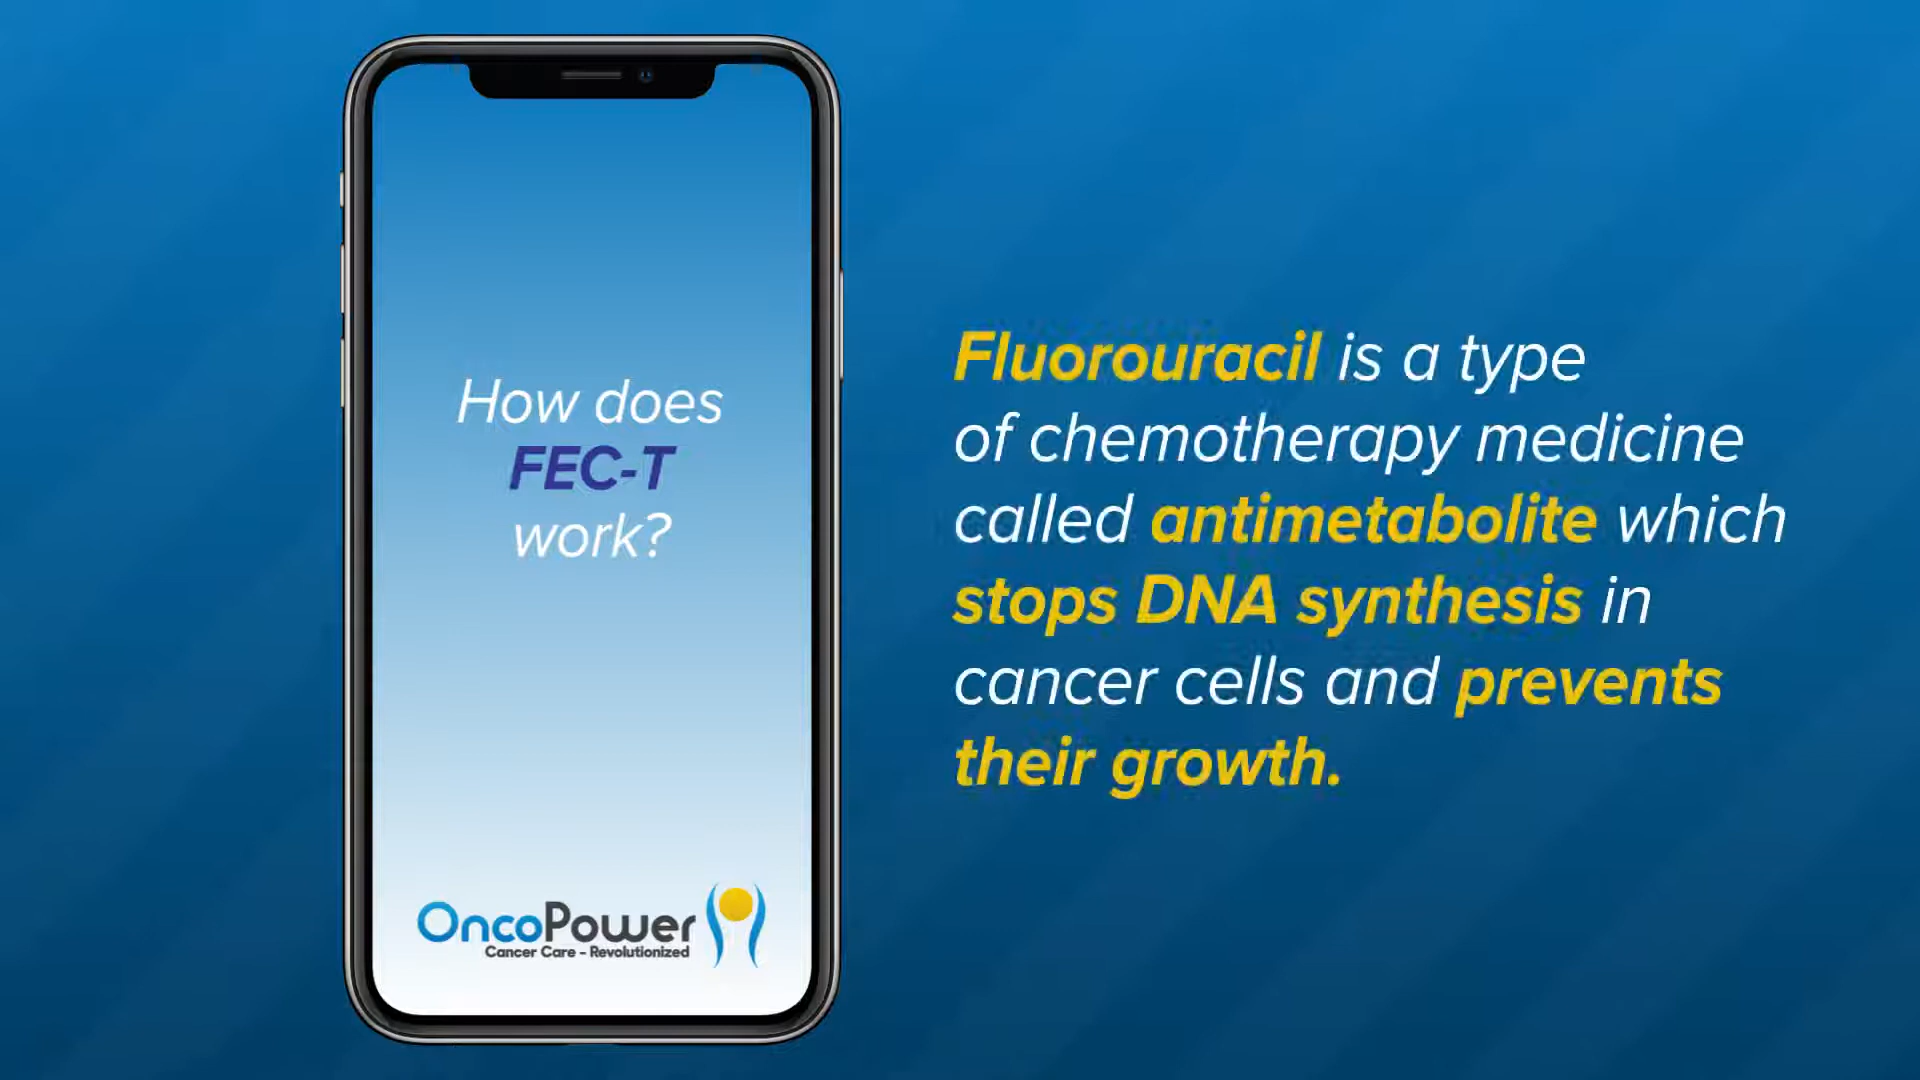 How does
FEC-T
work?
OncoPower
Cancer Care - Revolutionized
Fluorouracil is a type
of chemotherapy medicine
called antimetabolite which
stops DNA synthesis in
cancer cells and prevents
their growth.